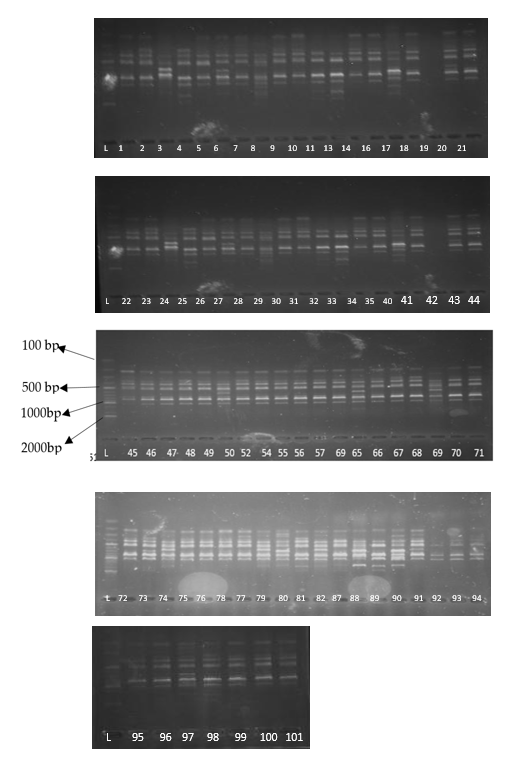 L 1 2 3 4 5 6 7 8 9 10 11 13 14 16 17 18 19 20 21
L 22 23 24 25 26 27 28 29 30 31 32 33 34 35 40 41 42 43 44
100 bp
500 bp
1000bp
2000bp
L 45 46 47 48 49 50 52 54 55 56 57 69 65 66 67 68 69 70 71
L 72 73 74 75 76 78 77 79 80 81 82 87 88 89 90 91 92 93 94
L 95 96 97 98 99 100 101